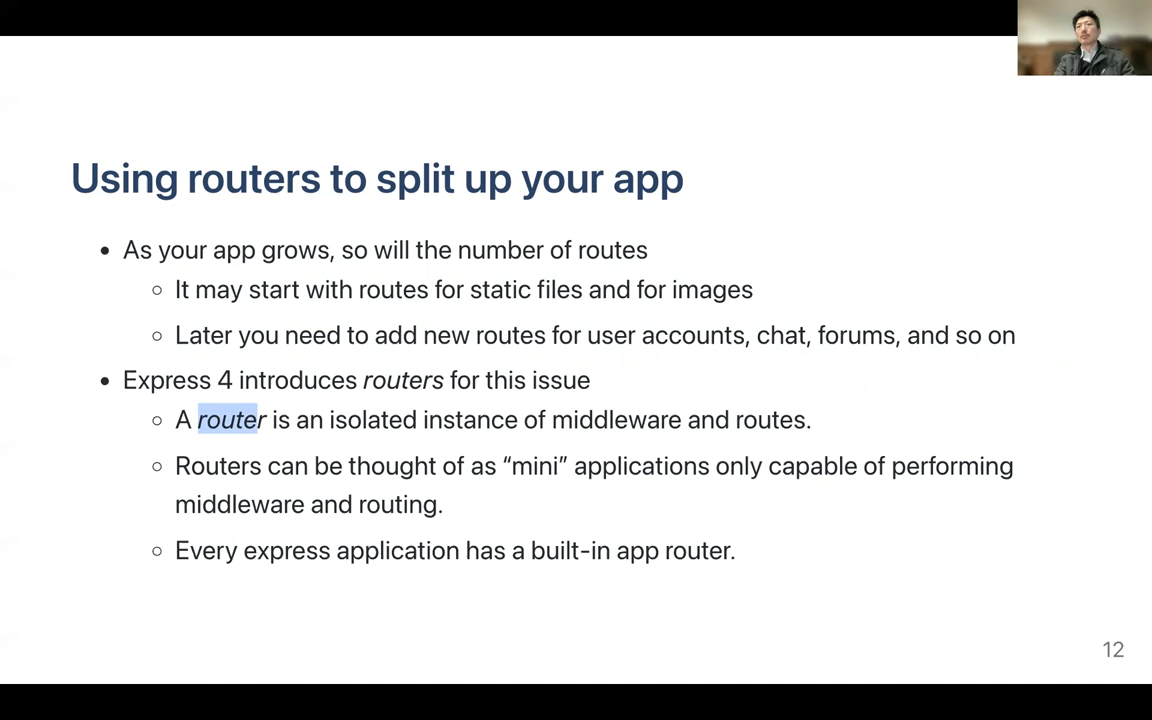 Using routers to split up your app
• As your app grows, so will the number of routes
○ It may start with routes for static files and for images
○ Later you need to add new routes for user accounts, chat, forums, and so on
• Express 4 introduces routers for this issue
○ A router is an isolated instance of middleware and routes.
○ Routers can be thought of as “mini” applications only capable of performing
middleware and routing.
○ Every express application has a built-in app router.
12